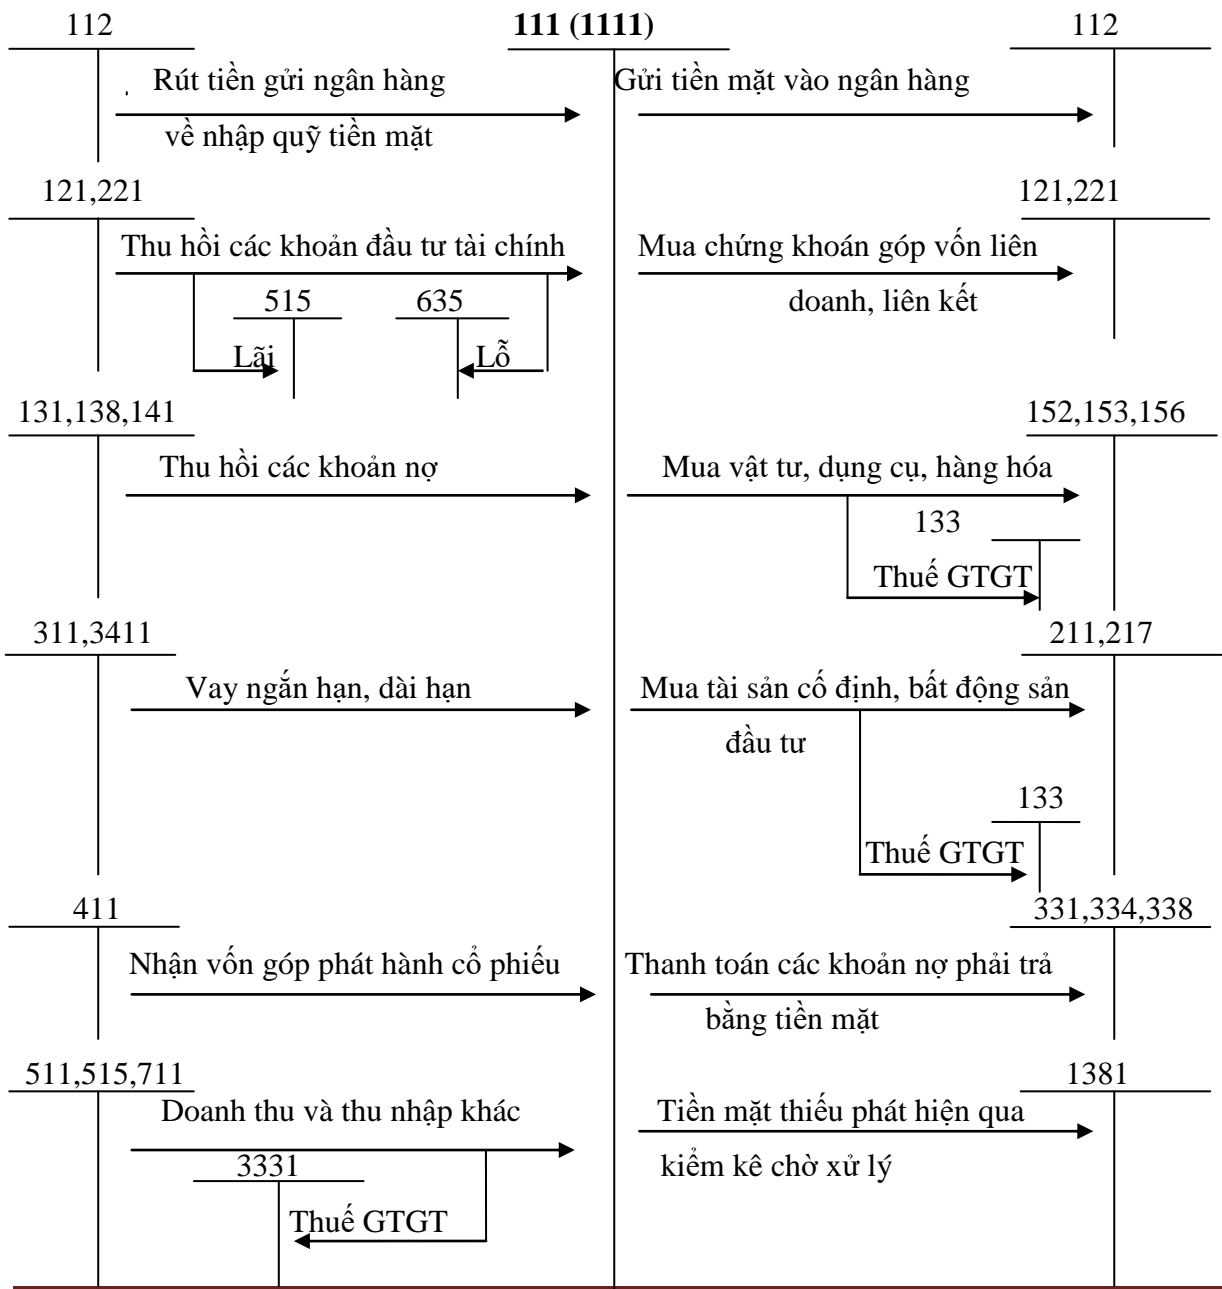 112
111 (1111)
112
Rút tiền gửi ngân hàng
Gửi tiền mặt vào ngân hàng
về nhập quỹ tiền mặt
121,221
121,221
Thu hồi các khoản đầu tư tài chính
Mua chứng khoán góp vốn liên
515
635
doanh, liên kết
Lãi
Lỗ
131,138,141
152,153,156
Thu hồi các khoản nợ
Mua vật tư, dụng cụ, hàng hóa
133
Thuế GTGT
311,3411
211,217
Vay ngắn hạn, dài hạn
Mua tài sản cố định, bất động sản
đầu tư
133
Thuế GTGT
411
331,334,338
Nhận vốn góp phát hành cổ phiếu
Thanh toán các khoản nợ phải trả
bằng tiền mặt
511,515,711
1381
Doanh thu và thu nhập khác
Tiền mặt thiếu phát hiện qua
3331
kiểm kê chờ xử lý
Thuế GTGT